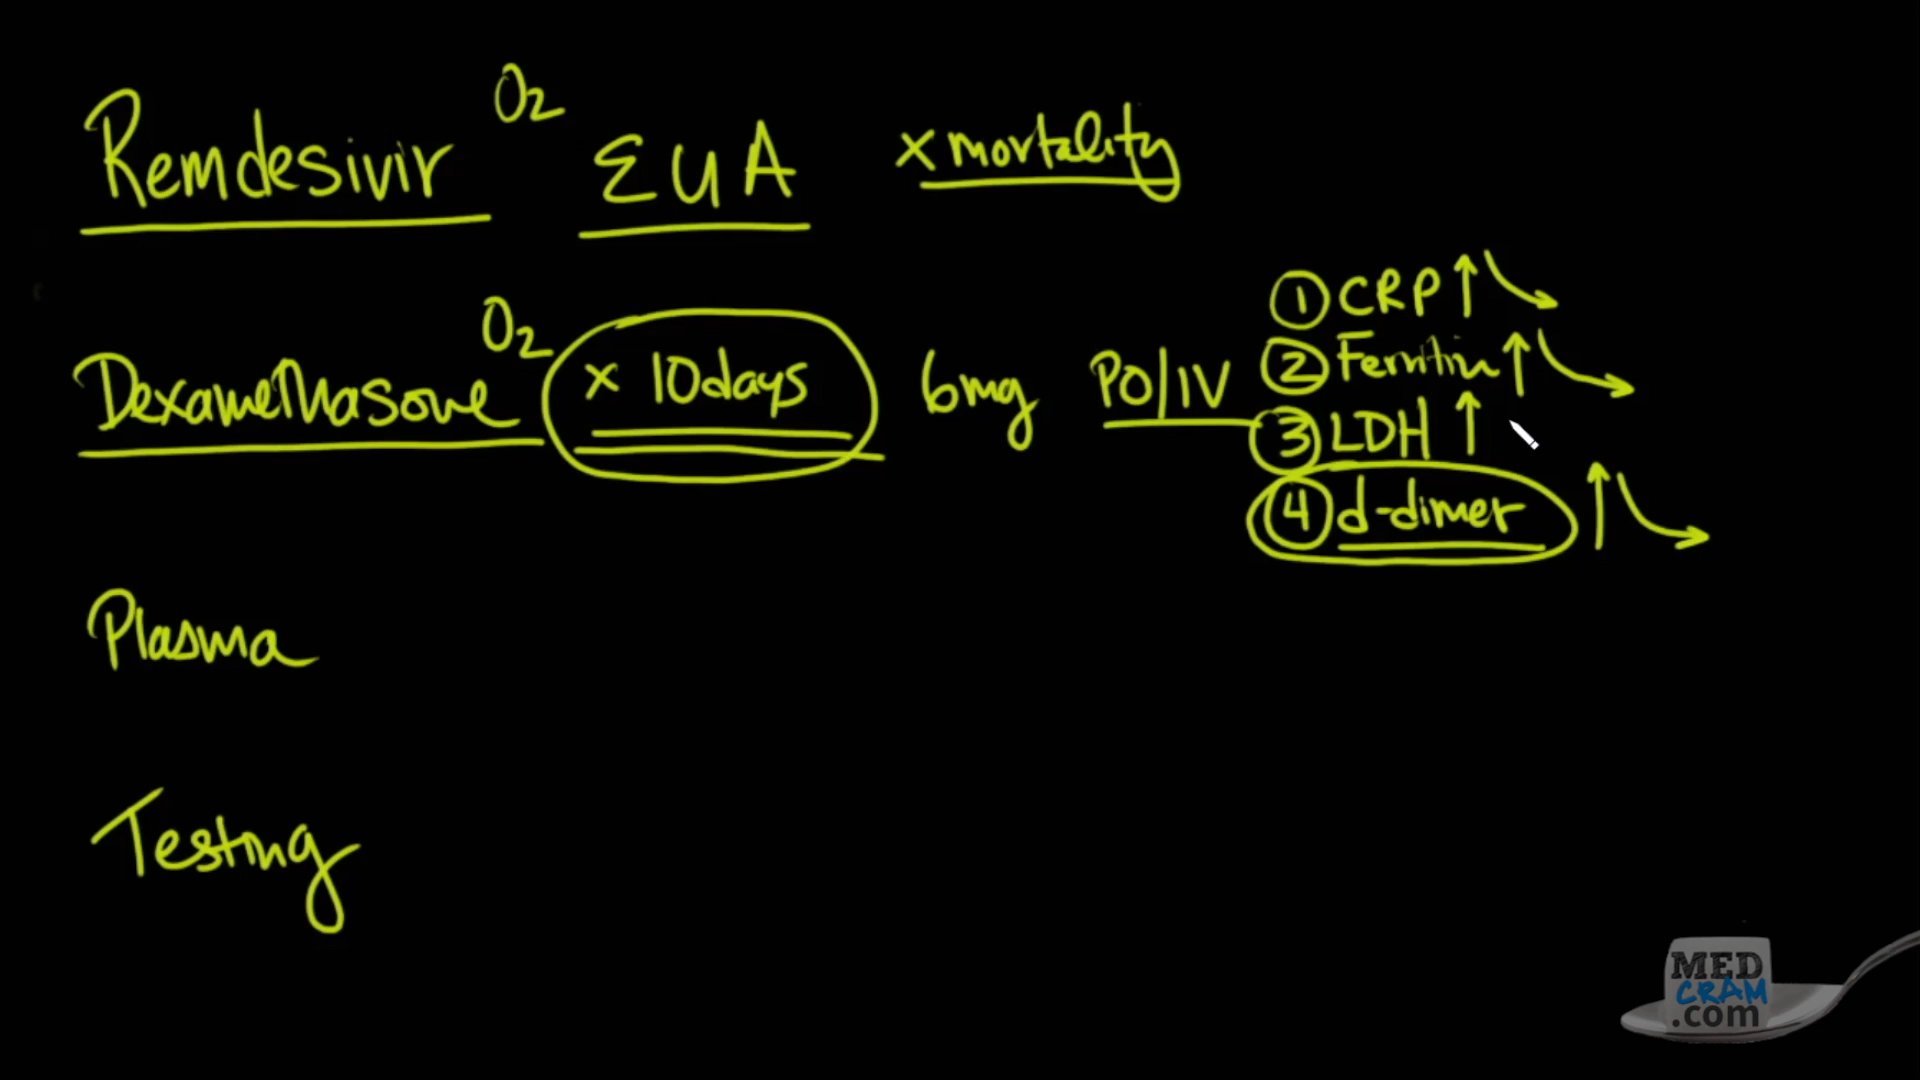 Remdesivir O2 EUA x mortality
Dexamethasone O2 x 10days 6mg PO/IV
① CRP ↑
② Ferritin ↑
③ LDH ↑
④ d-dimer ↑
Plasma
Testing
MED
CRAM
.com